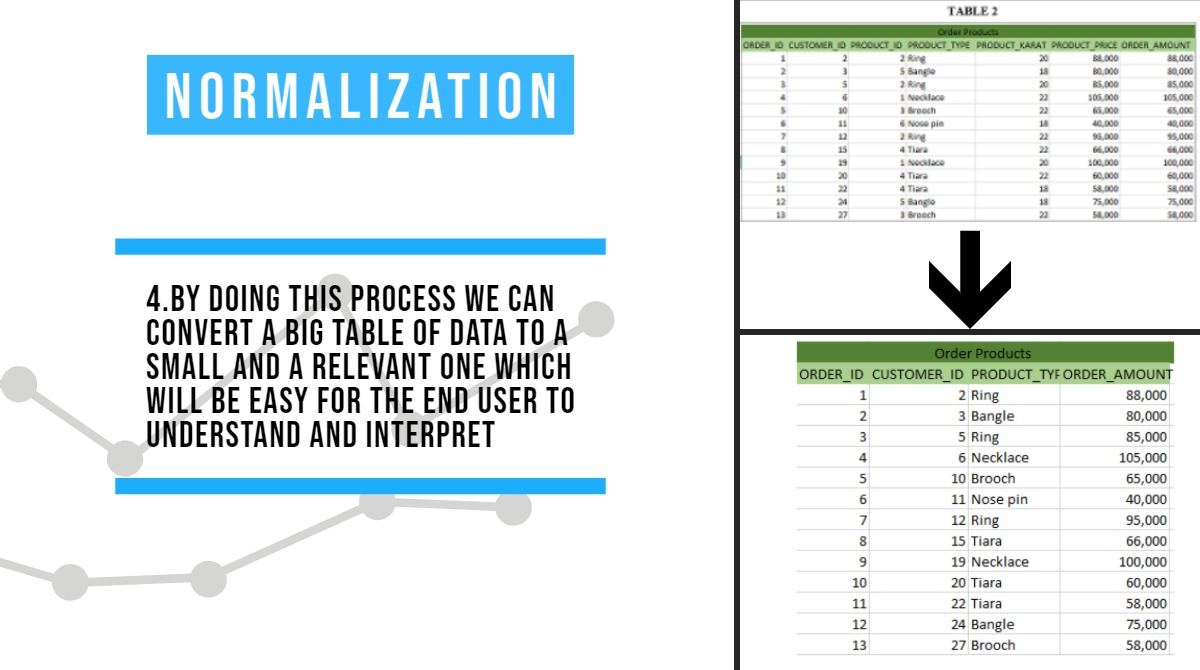 NORMALIZATION
4.BY DOING THIS PROCESS WE CAN
CONVERT A BIG TABLE OF DATA TO A
SMALL AND A RELEVANT ONE WHICH
WILL BE EASY FOR THE END USER TO
UNDERSTAND AND INTERPRET
TABLE 2
Order Products
ORDER_ID CUSTOMER_ID PRODUCT_ID PRODUCT_TYPE PRODUCT_KARAT PRODUCT_PRICE ORDER_AMOUNT
1 2 2 Ring 20 88,000 88,000
2 3 5 Bangle 18 80,000 80,000
3 5 2 Ring 20 85,000 85,000
4 6 1 Necklace 22 105,000 105,000
5 10 3 Brooch 22 65,000 65,000
6 11 6 Nose pin 18 40,000 40,000
7 12 2 Ring 22 95,000 95,000
8 15 4 Tiara 22 66,000 66,000
9 19 1 Necklace 20 100,000 100,000
10 20 4 Tiara 22 60,000 60,000
11 22 4 Tiara 18 58,000 58,000
12 24 5 Bangle 18 75,000 75,000
13 27 3 Brooch 22 58,000 58,000
Order Products
ORDER_ID CUSTOMER_ID PRODUCT_TYP ORDER_AMOUNT
1 2 Ring 88,000
2 3 Bangle 80,000
3 5 Ring 85,000
4 6 Necklace 105,000
5 10 Brooch 65,000
6 11 Nose pin 40,000
7 12 Ring 95,000
8 15 Tiara 66,000
9 19 Necklace 100,000
10 20 Tiara 60,000
11 22 Tiara 58,000
12 24 Bangle 75,000
13 27 Brooch 58,000